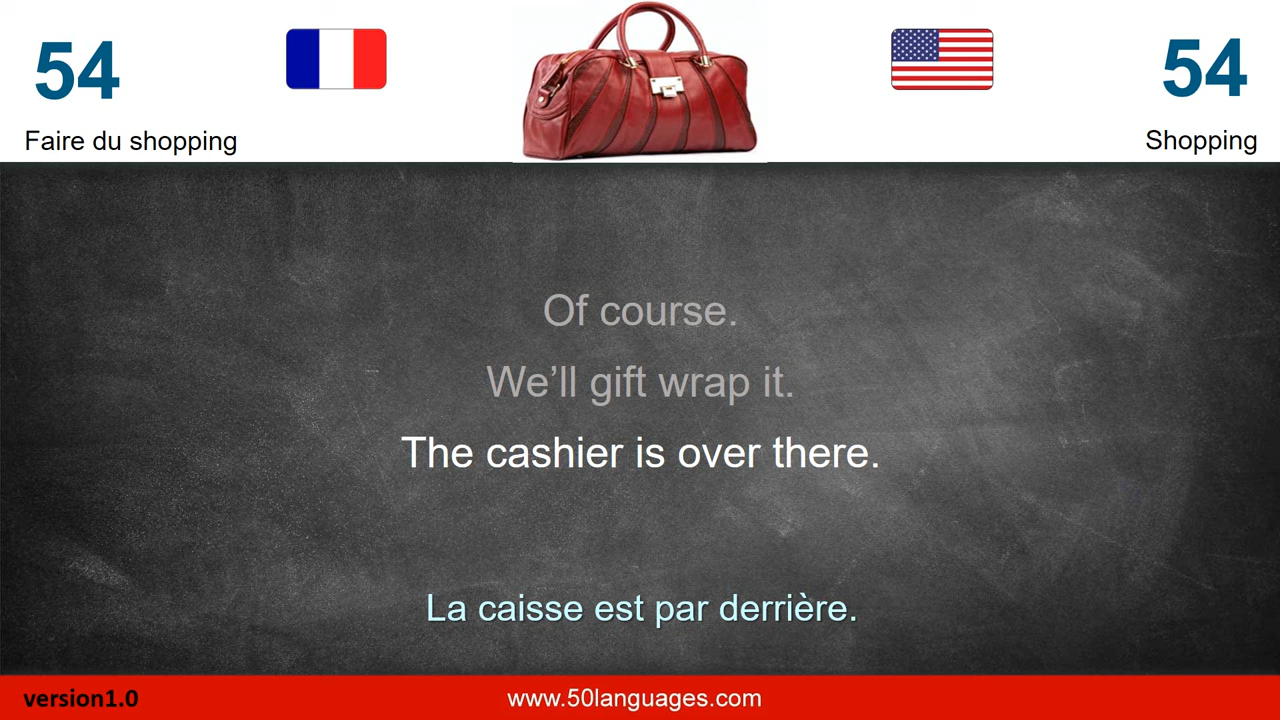 54
54
Faire du shopping
Shopping
Of course.
We’ll gift wrap it.
The cashier is over there.
La caisse est par derrière.
version1.0
www.50languages.com